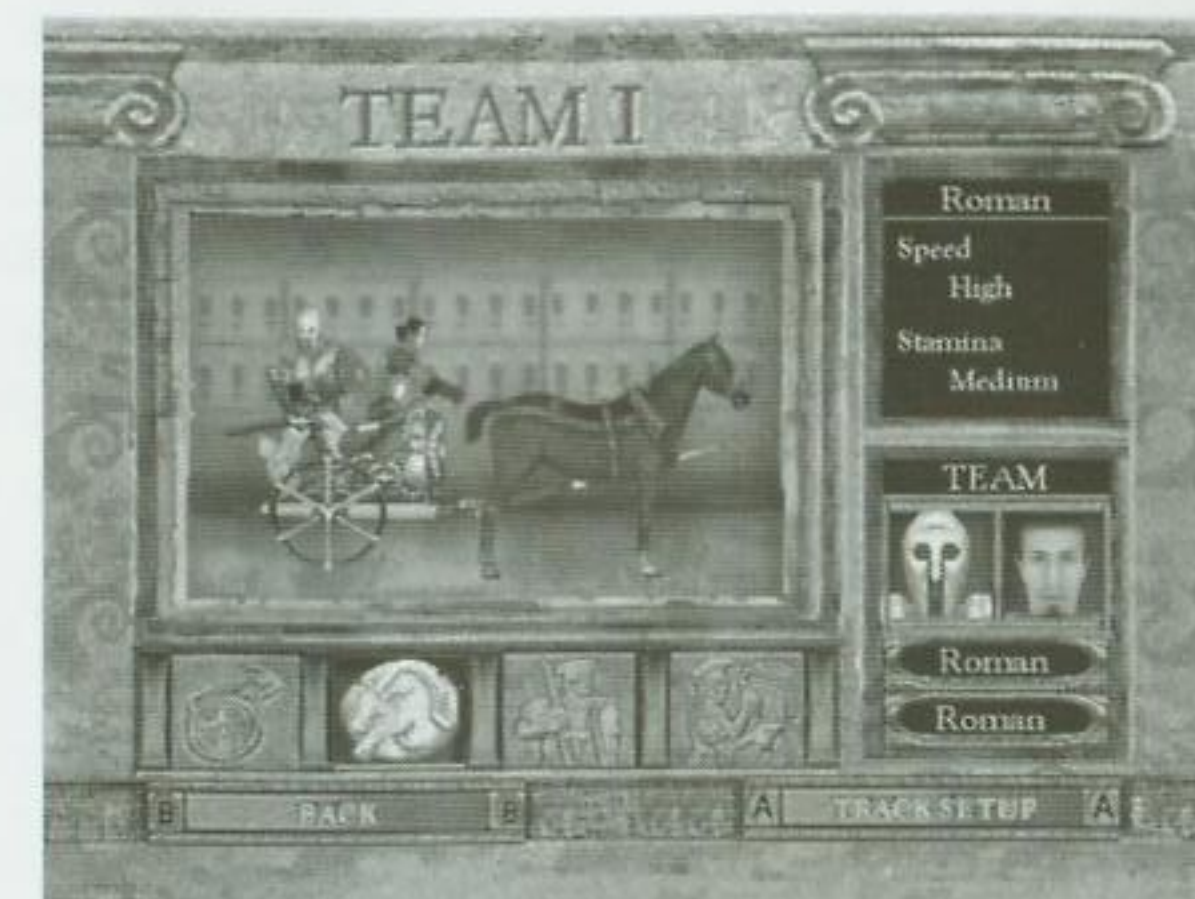 TEAM I
Roman
Speed
High
Stamina
Medium
TEAM
Roman
Roman
B BACK B
A TRACK SETUP A